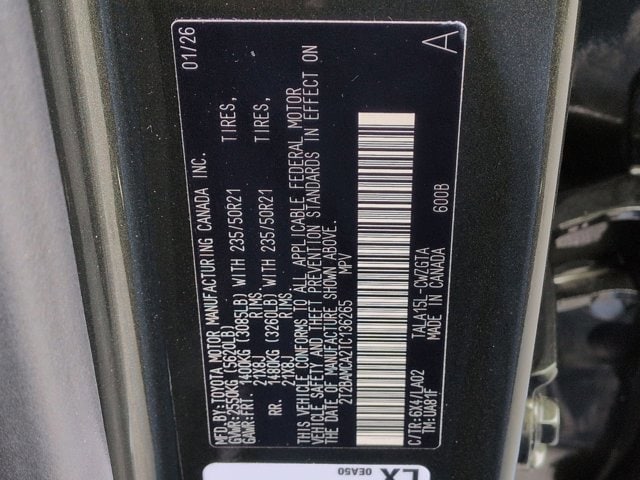 MFD.BY: TOYOTA MOTOR MANUFACTURING CANADA INC. 01/26
GVWR: 2550KG (5620LB)
GAWR: FRT. 1400KG (3085LB) WITH 235/50R21 TIRES,
21X8J RIMS
RR. 1480KG (3260LB) WITH 235/50R21 TIRES,
21X8J RIMS
THIS VEHICLE CONFORMS TO ALL APPLICABLE FEDERAL MOTOR
VEHICLE SAFETY AND THEFT PREVENTION STANDARDS IN EFFECT ON
THE DATE OF MANUFACTURE SHOWN ABOVE.
2T2BAMCA2TC136265 MPV
C/TR: 6X4/LA02 TALA15L-CWZGTA 600B
TM: UA81F MADE IN CANADA A
LX
0EA50